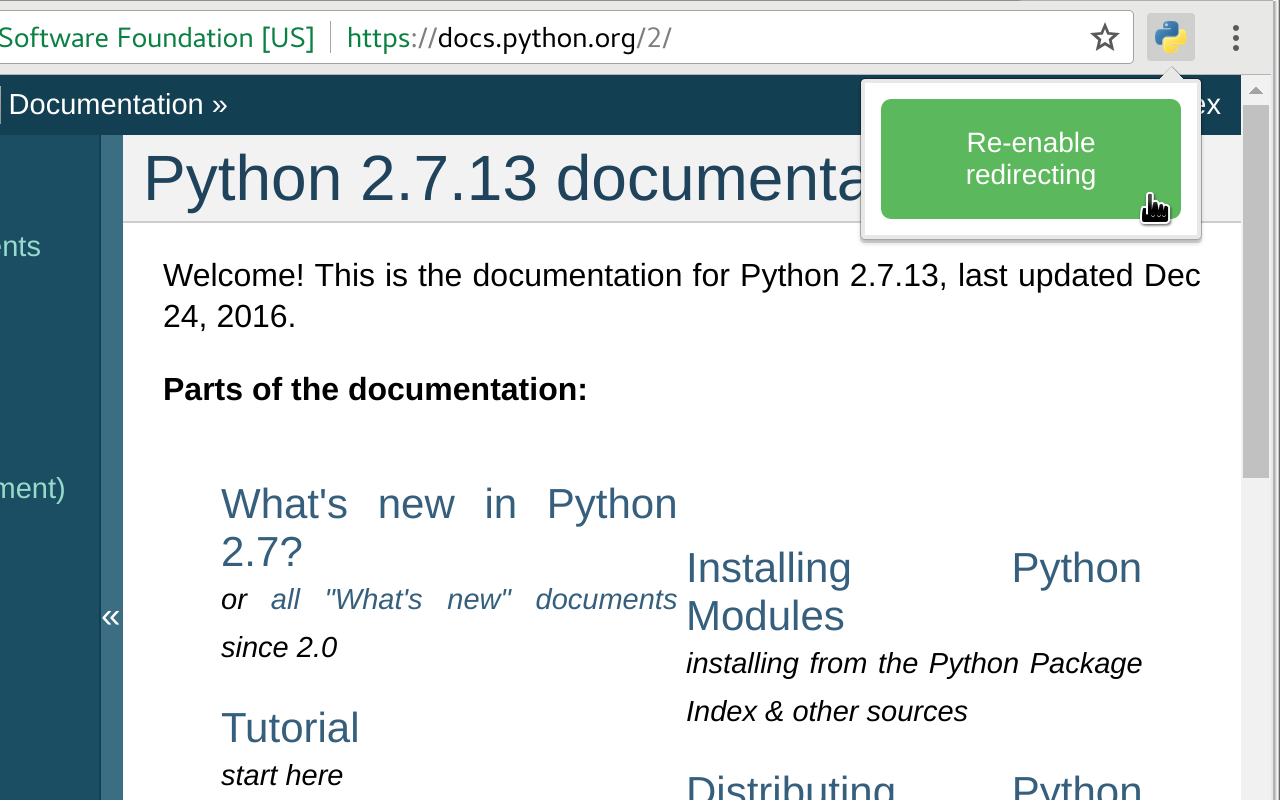 Software Foundation [US] https://docs.python.org/2/
Documentation »
ex
Re-enable
redirecting
Python 2.7.13 documenta
ents
Welcome! This is the documentation for Python 2.7.13, last updated Dec
24, 2016.
Parts of the documentation:
ment)
«
What's new in Python
2.7?
or all "What's new" documents
since 2.0
Tutorial
start here
Installing Python
Modules
installing from the Python Package
Index & other sources
Distributing Python